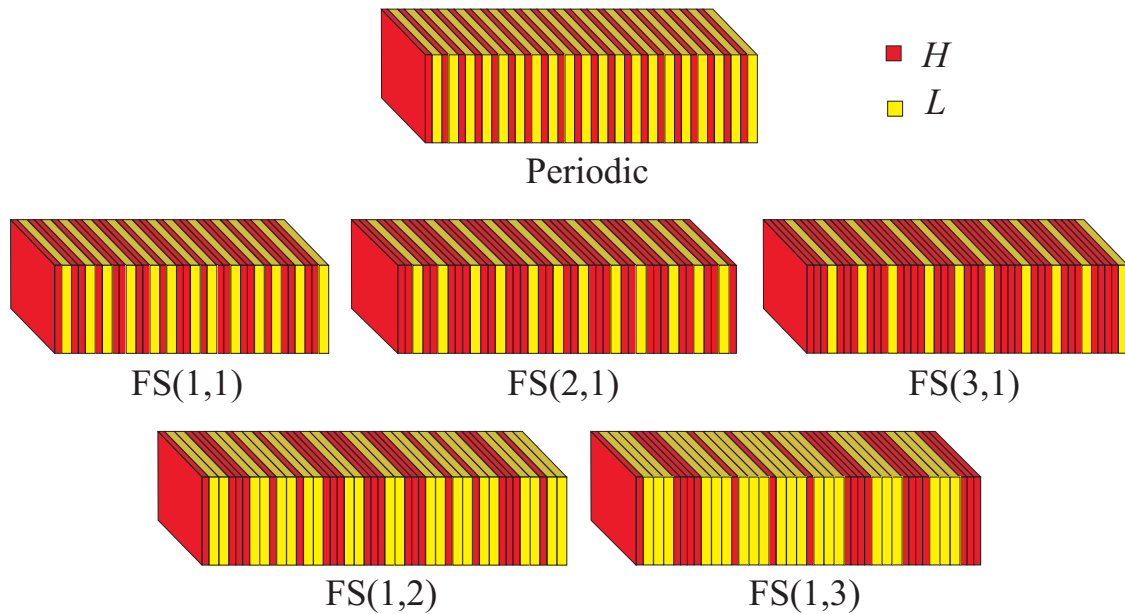 H
L
Periodic
FS(1,1)
FS(2,1)
FS(3,1)
FS(1,2)
FS(1,3)